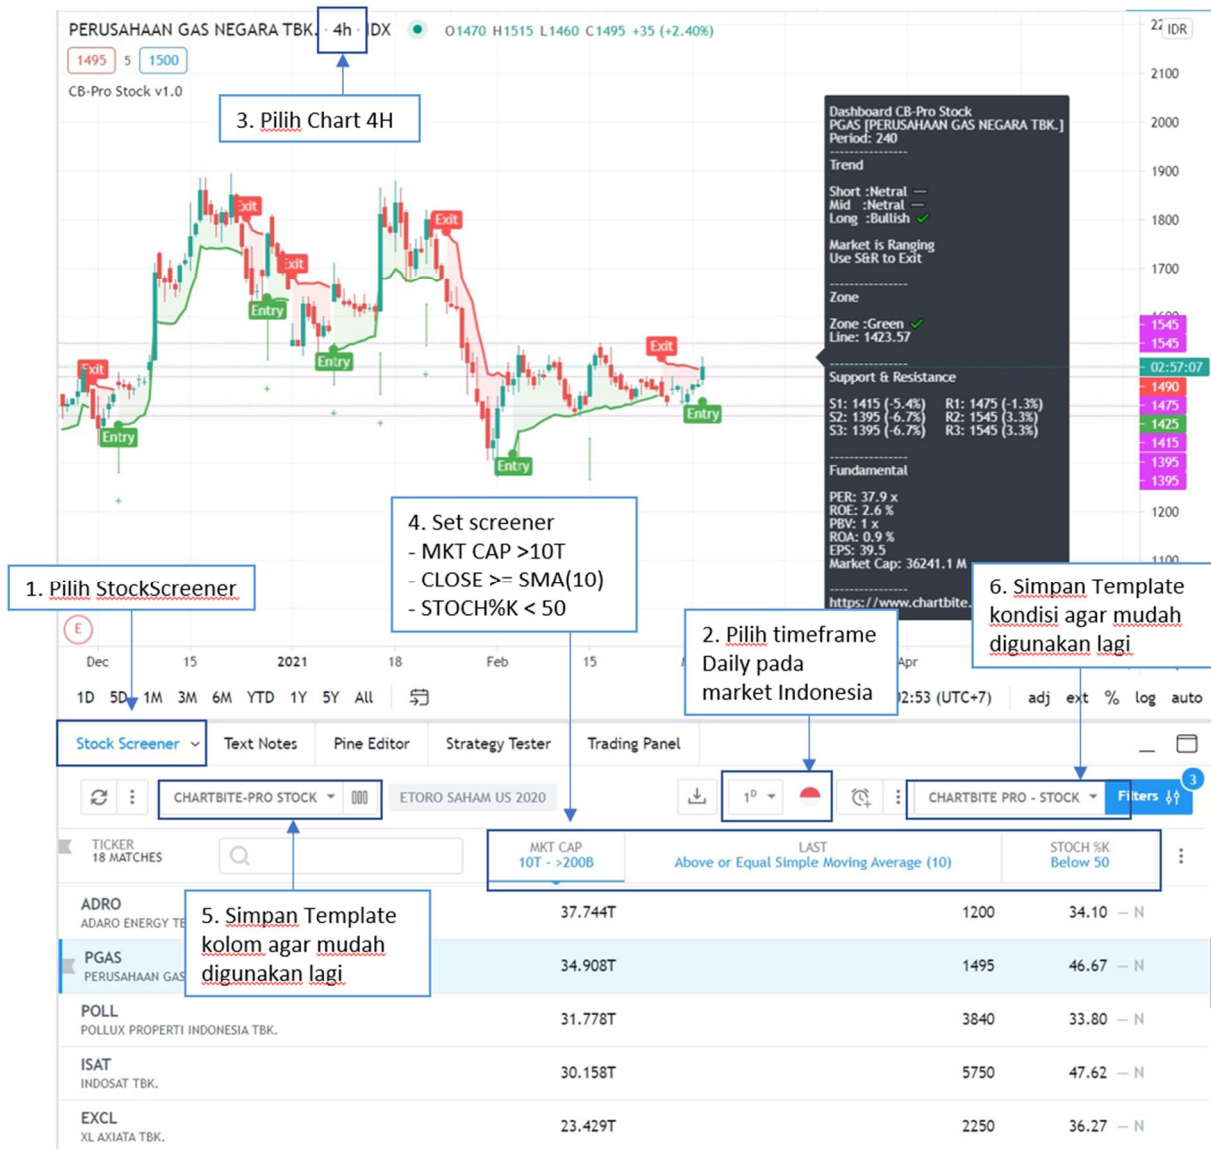 PERUSAHAAN GAS NEGARA TBK. · 4h · IDX O1470 H1515 L1460 C1495 +35 (+2.40%)
IDR
1495 5 1500
CB-Pro Stock v1.0
3. Pilih Chart 4H
2100
2000
1900
1800
1700
1545
1545
02:57:07
1490
1475
1425
1415
1395
1395
1200
1100
Dashboard CB-Pro Stock
PGAS [PERUSAHAAN GAS NEGARA TBK.]
Period: 240
----------------
Trend
Short :Netral —
Mid :Netral —
Long :Bullish ✓
Market is Ranging
Use S&R to Exit
----------------
Zone
Zone :Green ✓
Line: 1423.57
----------------
Support & Resistance
S1: 1415 (-5.4%) R1: 1475 (-1.3%)
S2: 1395 (-6.7%) R2: 1545 (3.3%)
S3: 1395 (-6.7%) R3: 1545 (3.3%)
----------------
Fundamental
PER: 37.9 x
ROE: 2.6 %
PBV: 1 x
ROA: 0.9 %
EPS: 39.5
Market Cap: 36241.1 M
----------------
https://www.chartbite.
Exit
Exit
Exit
Exit
Exit
Entry
Entry
Entry
Entry
Entry
4. Set screener
- MKT CAP >10T
- CLOSE >= SMA(10)
- STOCH%K < 50
1. Pilih StockScreener
6. Simpan Template
kondisi agar mudah
digunakan lagi
2. Pilih timeframe
Daily pada
market Indonesia
E
Dec 15 2021 18 Feb 15 Apr
1D 5D 1M 3M 6M YTD 1Y 5Y All 2:53 (UTC+7) adj ext % log auto
Stock Screener Text Notes Pine Editor Strategy Tester Trading Panel
CHARTBITE-PRO STOCK ETORO SAHAM US 2020 1D CHARTBITE PRO - STOCK Filters 3
TICKER MKT CAP LAST STOCH %K
18 MATCHES 10T - >200B Above or Equal Simple Moving Average (10) Below 50
5. Simpan Template
kolom agar mudah
digunakan lagi
ADRO 37.744T 1200 34.10 — N
ADARO ENERGY TB
PGAS 34.908T 1495 46.67 — N
PERUSAHAAN GAS
POLL 31.778T 3840 33.80 — N
POLLUX PROPERTI INDONESIA TBK.
ISAT 30.158T 5750 47.62 — N
INDOSAT TBK.
EXCL 23.429T 2250 36.27 — N
XL AXIATA TBK.